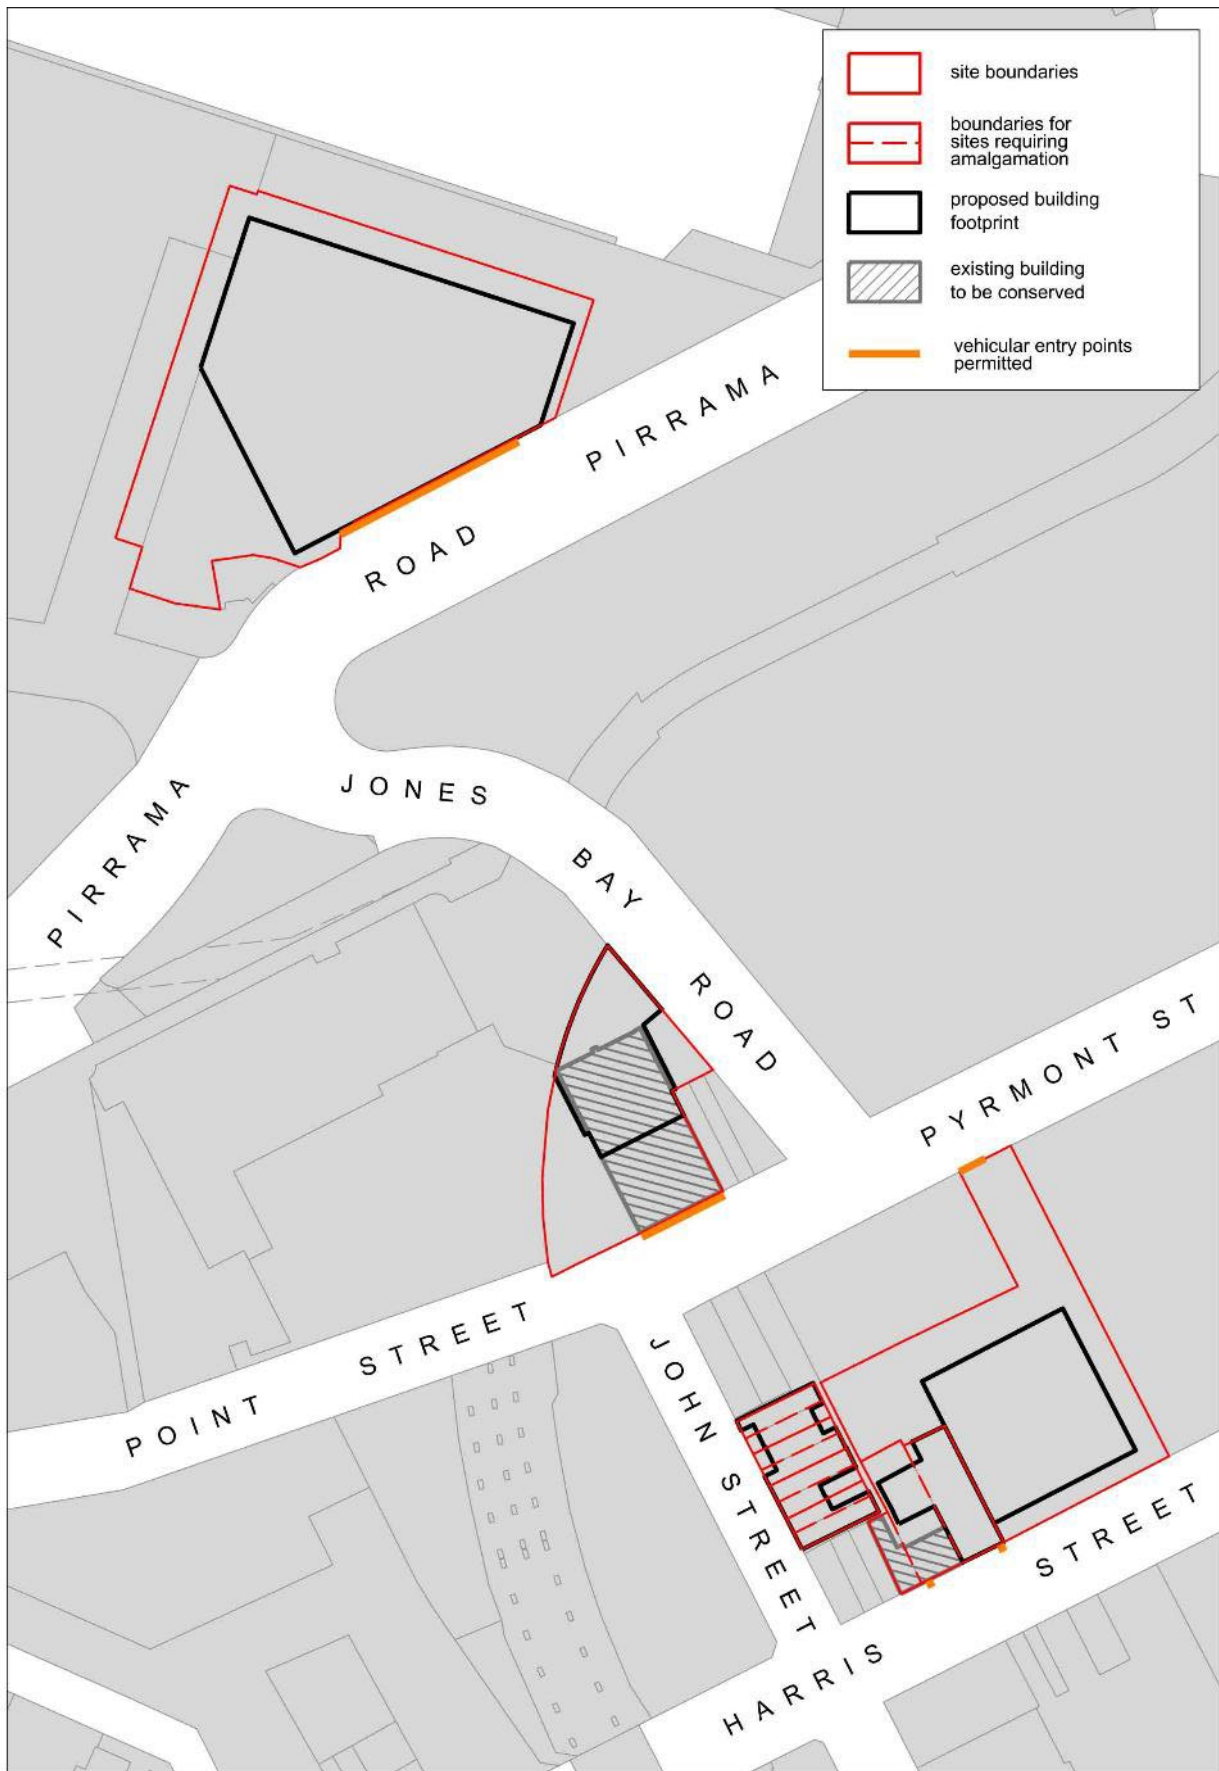 site boundaries
boundaries for
sites requiring
amalgamation
proposed building
footprint
existing building
to be conserved
vehicular entry points
permitted
PIRRAMA
ROAD
PIRRAMA
JONES
BAY
ROAD
PYRMONT ST
POINT STREET
JOHN STREET
HARRIS STREET